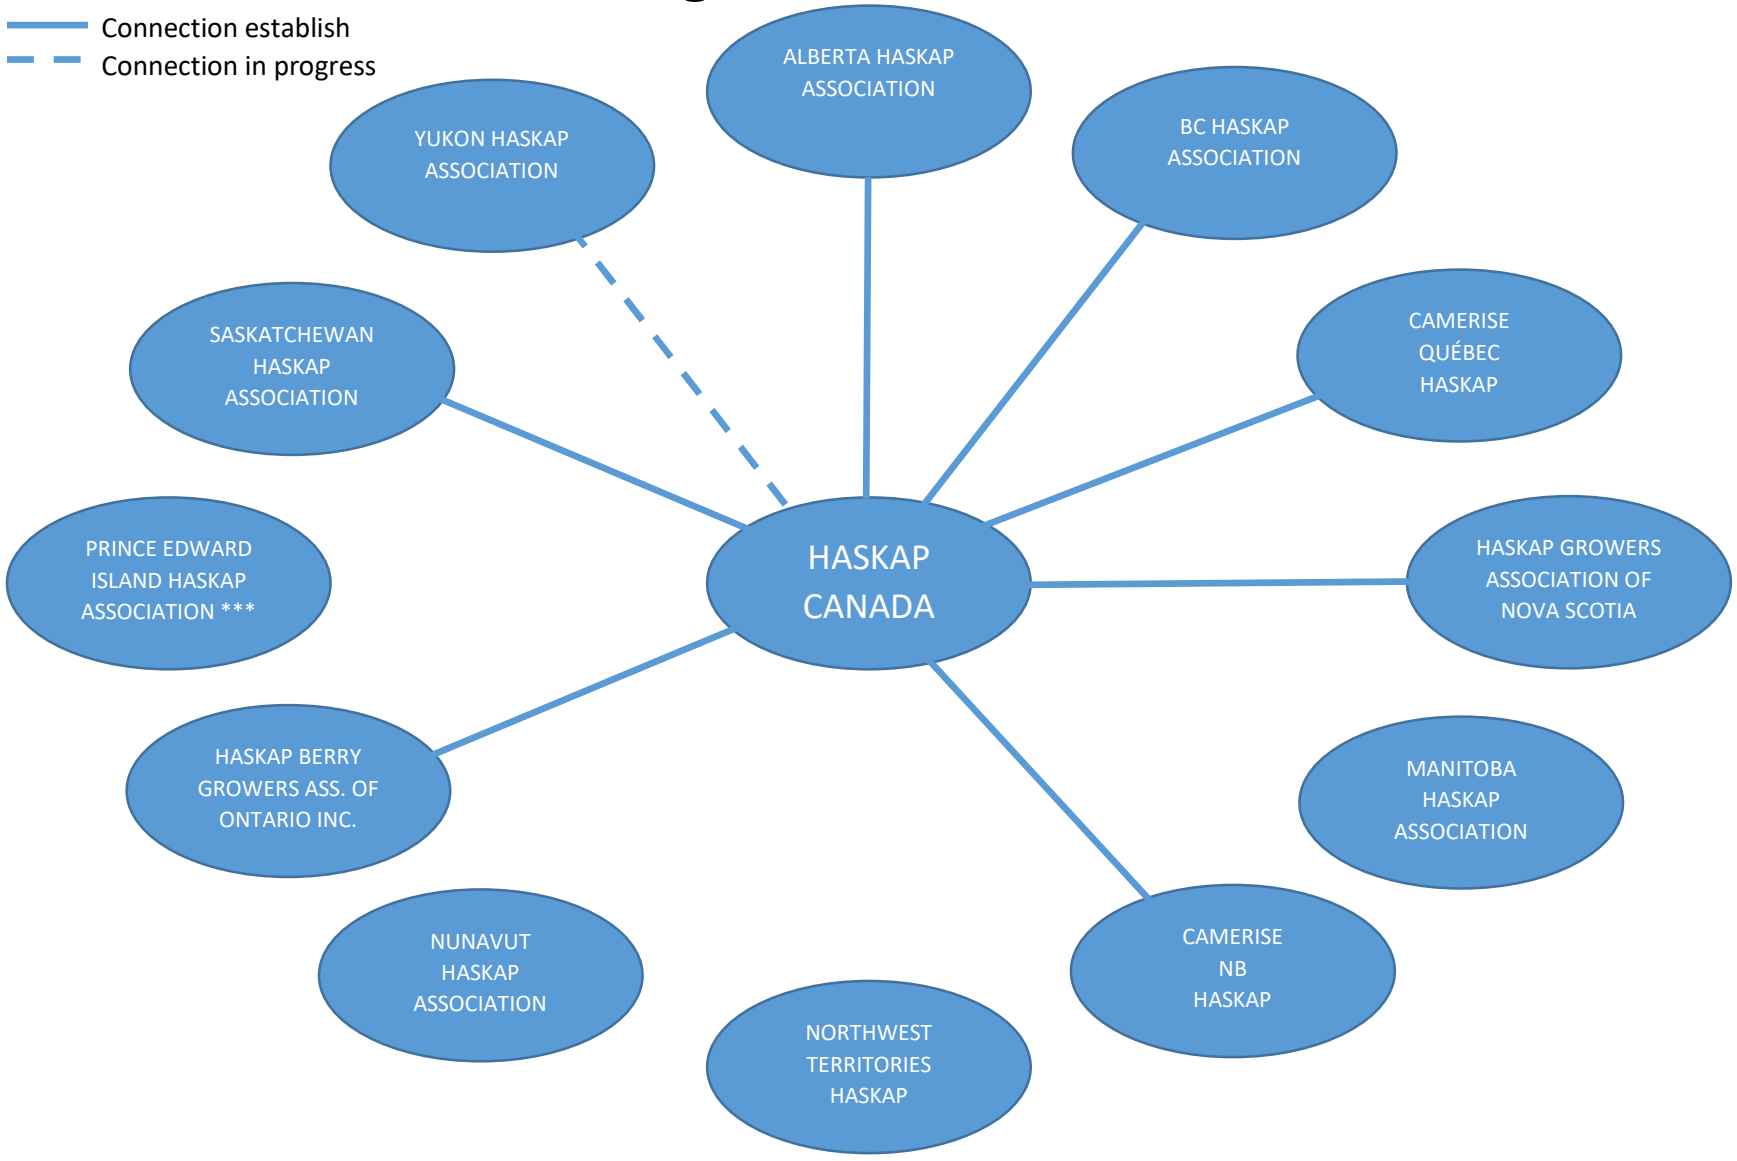 Connection establish
Connection in progress
ALBERTA HASKAP
ASSOCIATION
YUKON HASKAP
ASSOCIATION
BC HASKAP
ASSOCIATION
SASKATCHEWAN
HASKAP
ASSOCIATION
CAMERISE
QUÉBEC
HASKAP
PRINCE EDWARD
ISLAND HASKAP
ASSOCIATION ***
HASKAP
CANADA
HASKAP GROWERS
ASSOCIATION OF
NOVA SCOTIA
HASKAP BERRY
GROWERS ASS. OF
ONTARIO INC.
MANITOBA
HASKAP
ASSOCIATION
NUNAVUT
HASKAP
ASSOCIATION
CAMERISE
NB
HASKAP
NORTHWEST
TERRITORIES
HASKAP